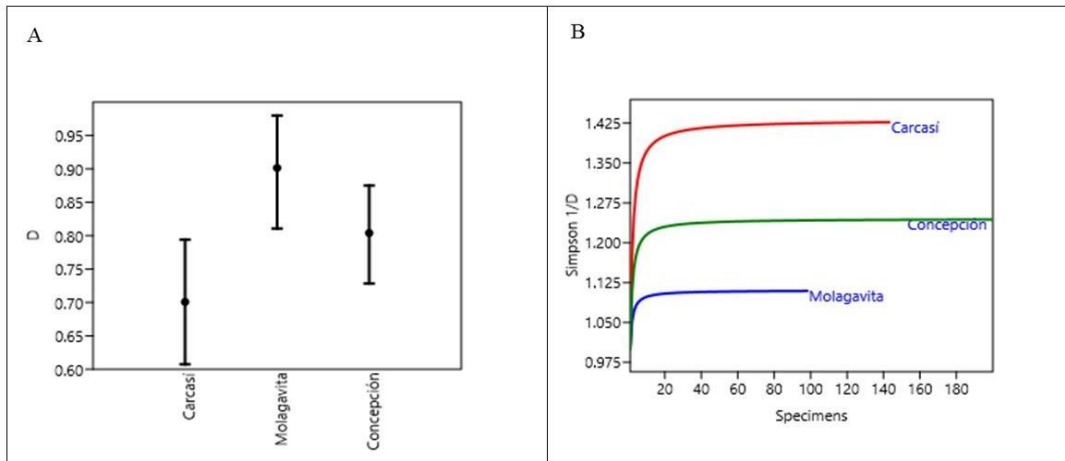 A
0.95
0.90
0.85
0.80
0.75
0.70
0.65
0.60
D
Carcasí
Molagavita
Concepción
B
1.425
1.350
1.275
1.200
1.125
1.050
0.975
Simpson 1/D
Carcasí
Concepción
Molagavita
20 40 60 80 100 120 140 160 180
Specimens